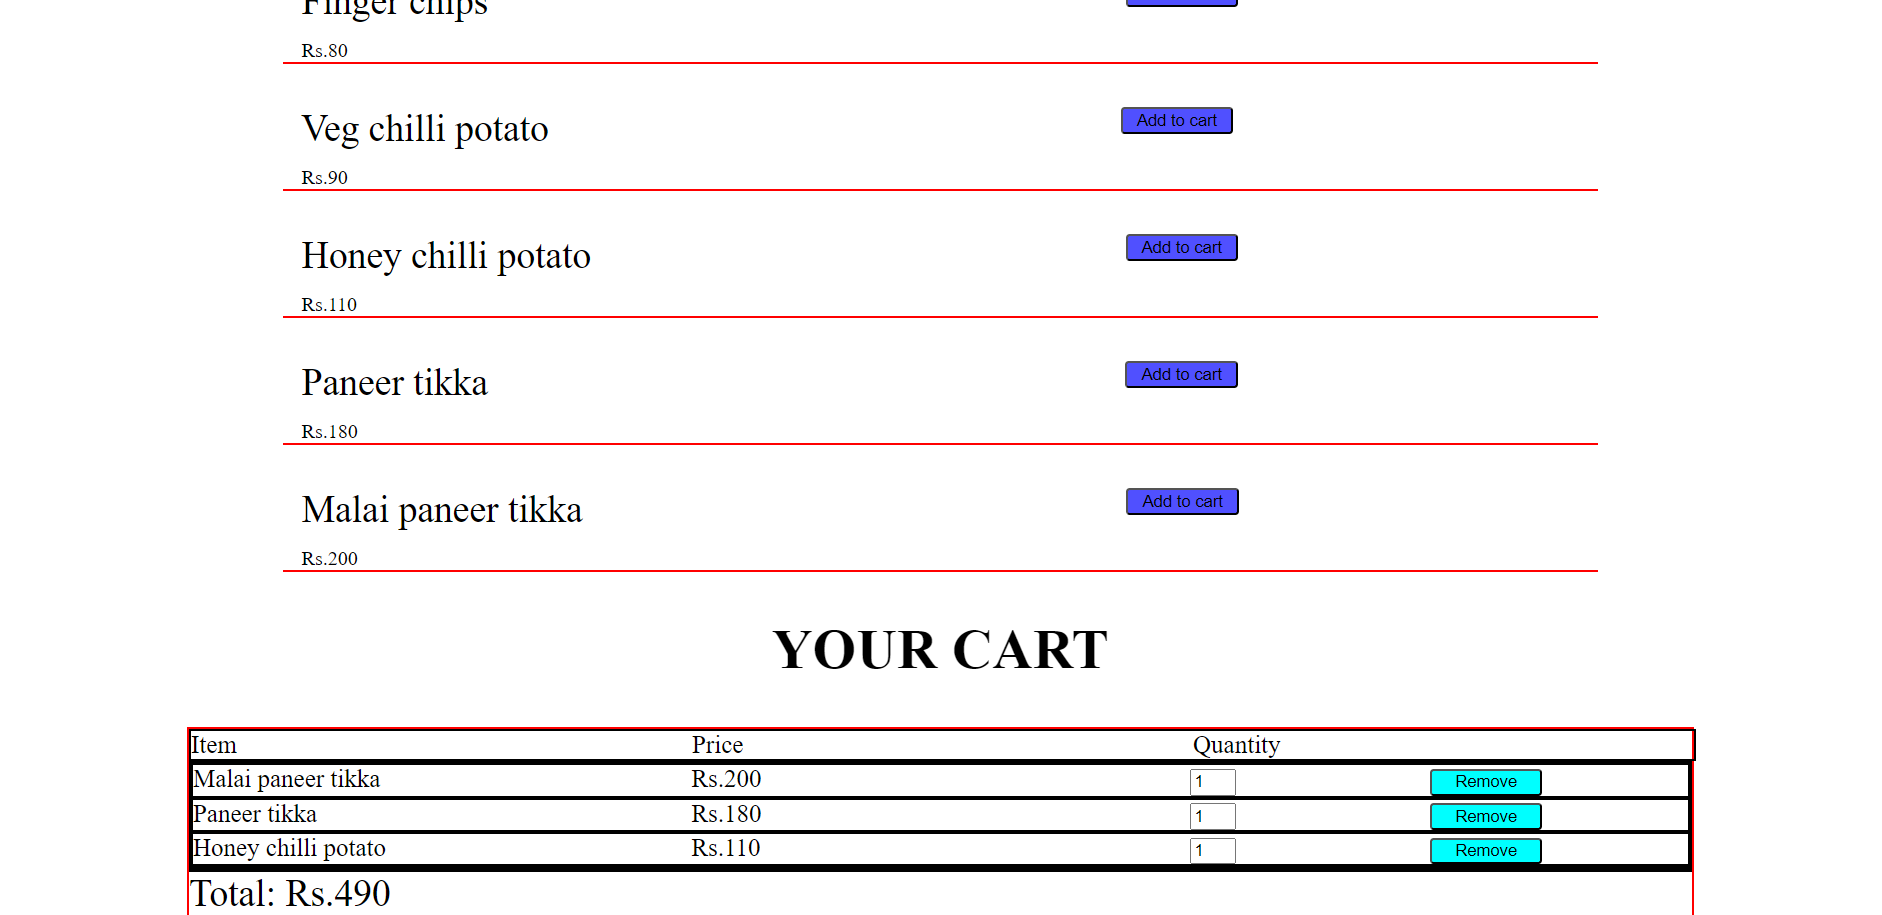 Finger chips
Rs.80
Veg chilli potato Add to cart
Rs.90
Honey chilli potato Add to cart
Rs.110
Paneer tikka Add to cart
Rs.180
Malai paneer tikka Add to cart
Rs.200
YOUR CART
Item Price Quantity
Malai paneer tikka Rs.200 1 Remove
Paneer tikka Rs.180 1 Remove
Honey chilli potato Rs.110 1 Remove
Total: Rs.490